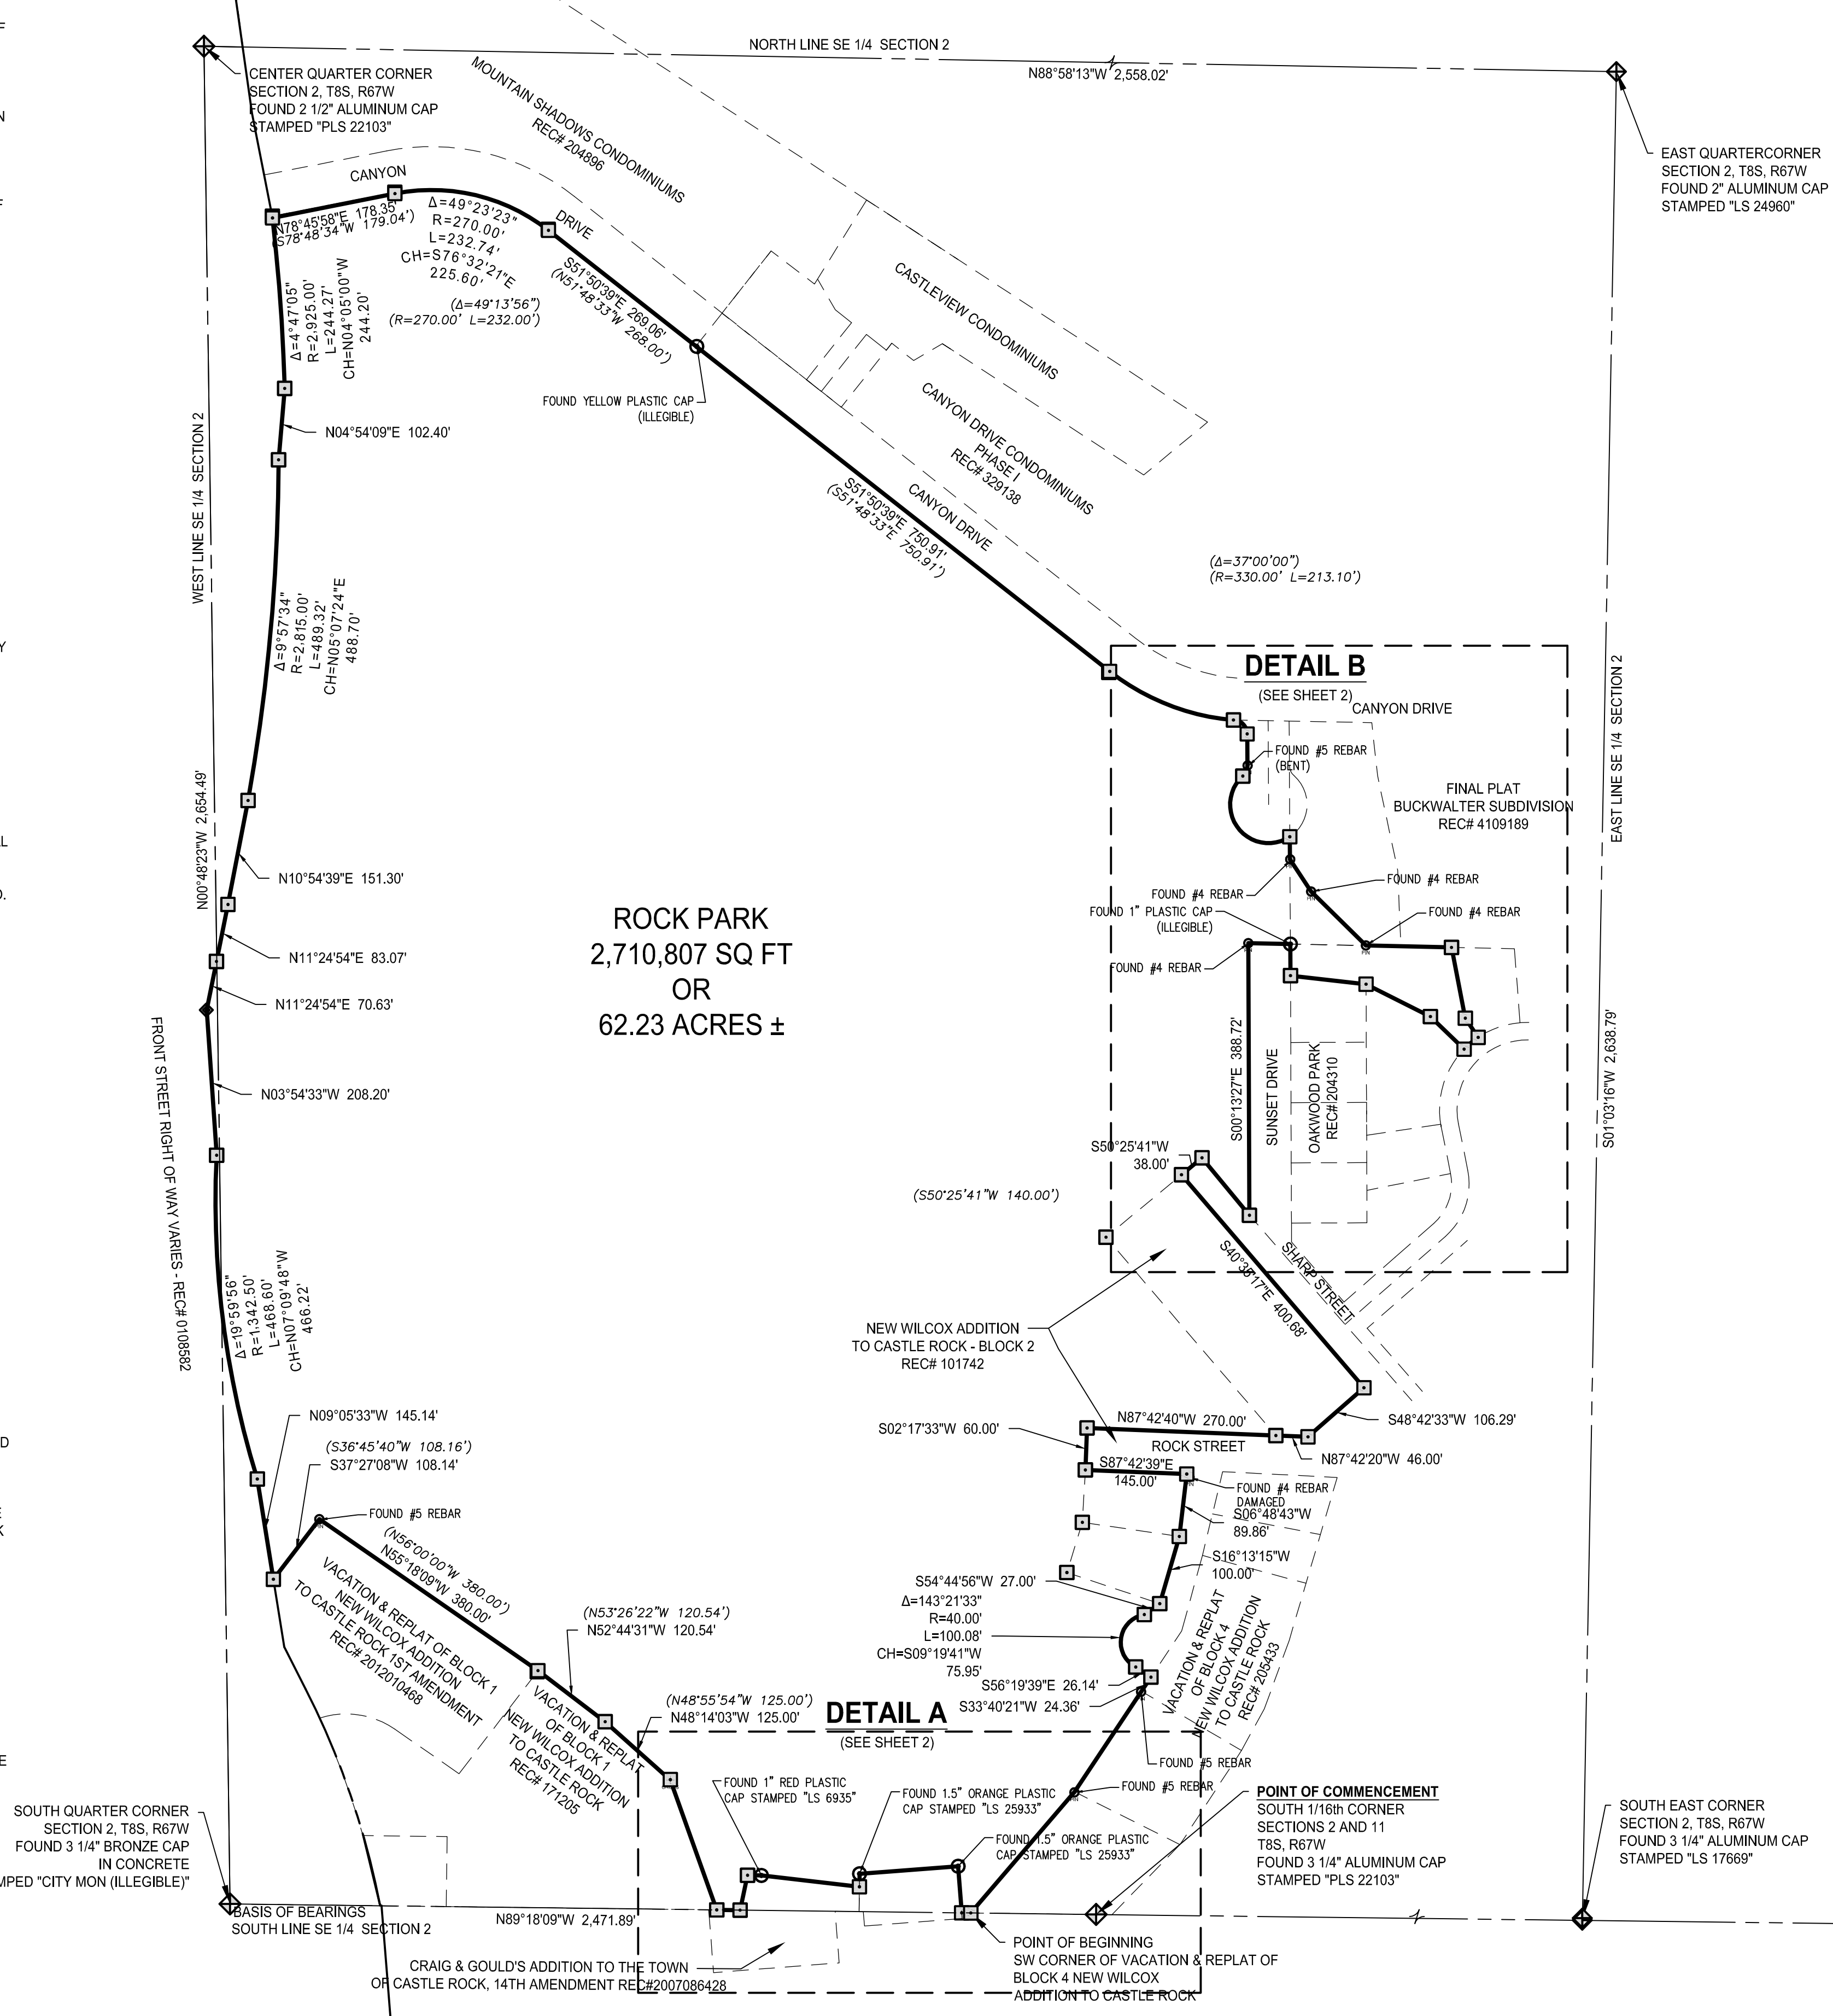 NORTH LINE SE 1/4 SECTION 2
N88°58'13"W 2,558.02'
CENTER QUARTER CORNER
SECTION 2, T8S, R67W
FOUND 2 1/2" ALUMINUM CAP
STAMPED "PLS 22103"
MOUNTAIN SHADOWS CONDOMINIUMS
REC# 204896
EAST QUARTERCORNER
SECTION 2, T8S, R67W
FOUND 2" ALUMINUM CAP
STAMPED "LS 24960"
CANYON
DRIVE
N78°45'58"E 178.35'
(S78°48'34"W 179.04')
Δ=49°23'23"
R=270.00'
L=232.74'
CH=S76°32'21"E
225.60'
(Δ=49°13'56")
(R=270.00' L=232.00')
S51°50'39"E 269.06'
(N51°48'33"W 268.00')
Δ=4°47'05"
R=2,925.00'
L=244.27'
CH=N04°05'00"W
244.20'
CASTLEVIEW CONDOMINIUMS
FOUND YELLOW PLASTIC CAP
(ILLEGIBLE)
CANYON DRIVE CONDOMINIUMS
PHASE I
REC# 329138
N04°54'09"E 102.40'
WEST LINE SE 1/4 SECTION 2
S51°50'39"E 750.91'
(S51°48'33"E 750.91')
CANYON DRIVE
(Δ=37°00'00")
(R=330.00' L=213.10')
Δ=9°57'34"
R=2,815.00'
L=489.32'
CH=N05°07'24"E
488.70'
DETAIL B
(SEE SHEET 2)
CANYON DRIVE
EAST LINE SE 1/4 SECTION 2
FOUND #5 REBAR
(BENT)
FINAL PLAT
BUCKWALTER SUBDIVISION
REC# 4109189
N00°48'23"W 2,654.49'
N10°54'39"E 151.30'
FOUND #4 REBAR
FOUND #4 REBAR
FOUND 1" PLASTIC CAP
(ILLEGIBLE)
FOUND #4 REBAR
FOUND #4 REBAR
ROCK PARK
2,710,807 SQ FT
OR
62.23 ACRES ±
N11°24'54"E 83.07'
N11°24'54"E 70.63'
FRONT STREET RIGHT OF WAY VARIES - REC# 0108582
N03°54'33"W 208.20'
S00°13'27"E 388.72'
SUNSET DRIVE
OAKWOOD PARK
REC# 204310
S01°03'16"W 2,638.79'
S50°25'41"W
38.00'
(S50°25'41"W 140.00')
SHARP STREET
Δ=19°59'56"
R=1,342.50'
L=468.60'
CH=N07°09'48"W
466.22'
NEW WILCOX ADDITION
TO CASTLE ROCK - BLOCK 2
REC# 101742
N09°05'33"W 145.14'
(S36°45'40"W 108.16')
S37°27'08"W 108.14'
S02°17'33"W 60.00'
N87°42'40"W 270.00'
ROCK STREET
S87°42'39"E
145.00'
S48°42'33"W 106.29'
N87°42'20"W 46.00'
FOUND #4 REBAR
DAMAGED
S06°48'43"W
89.86'
S16°13'15"W
100.00'
FOUND #5 REBAR
(N56°00'00"W 380.00')
N55°18'09"W 380.00'
VACATION & REPLAT OF BLOCK 1
NEW WILCOX ADDITION
TO CASTLE ROCK 1ST AMENDMENT
REC# 2012010468
(N53°26'22"W 120.54')
N52°44'31"W 120.54'
S54°44'56"W 27.00'
Δ=143°21'33"
R=40.00'
L=100.08'
CH=S09°19'41"W
75.95'
S56°19'39"E 26.14'
S33°40'21"W 24.36'
VACATION & REPLAT
OF BLOCK 4
NEW WILCOX ADDITION
TO CASTLE ROCK
REC# 205433
VACATION & REPLAT
OF BLOCK 1
NEW WILCOX ADDITION
TO CASTLE ROCK
REC# 171205
(N48°55'54"W 125.00')
N48°14'03"W 125.00'
DETAIL A
(SEE SHEET 2)
FOUND #5 REBAR
FOUND #5 REBAR
FOUND 1" RED PLASTIC
CAP STAMPED "LS 6935"
FOUND 1.5" ORANGE PLASTIC
CAP STAMPED "LS 25933"
FOUND 1.5" ORANGE PLASTIC
CAP STAMPED "LS 25933"
POINT OF COMMENCEMENT
SOUTH 1/16th CORNER
SECTIONS 2 AND 11
T8S, R67W
FOUND 3 1/4" ALUMINUM CAP
STAMPED "PLS 22103"
SOUTH EAST CORNER
SECTION 2, T8S, R67W
FOUND 3 1/4" ALUMINUM CAP
STAMPED "LS 17669"
SOUTH QUARTER CORNER
SECTION 2, T8S, R67W
FOUND 3 1/4" BRONZE CAP
IN CONCRETE
MPED "CITY MON (ILLEGIBLE)"
BASIS OF BEARINGS
SOUTH LINE SE 1/4 SECTION 2
N89°18'09"W 2,471.89'
CRAIG & GOULD'S ADDITION TO THE TOWN
OF CASTLE ROCK, 14TH AMENDMENT REC#2007086428
POINT OF BEGINNING
SW CORNER OF VACATION & REPLAT OF
BLOCK 4 NEW WILCOX
ADDITION TO CASTLE ROCK